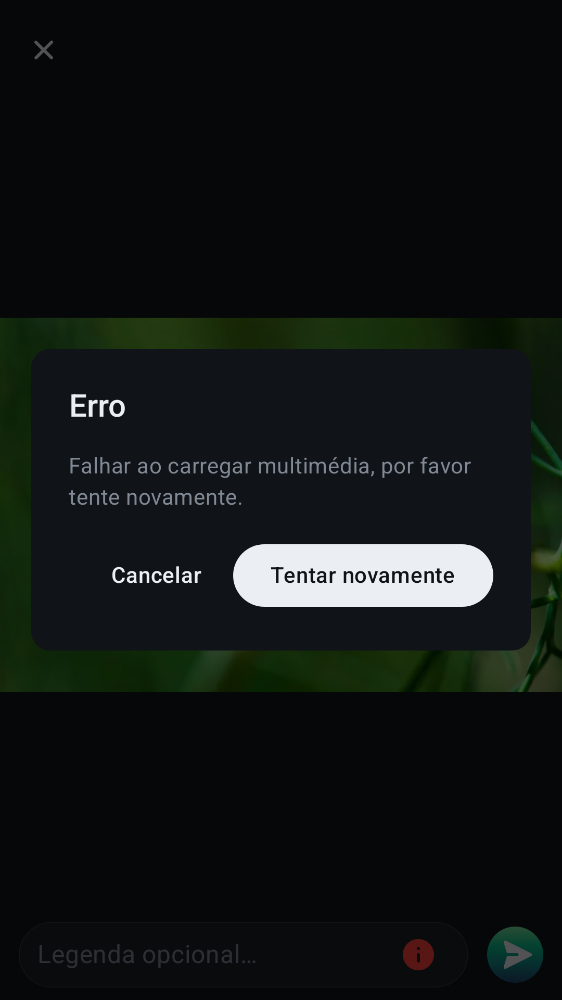 Erro
Falhar ao carregar multimédia, por favor
tente novamente.
Cancelar
Tentar novamente
Legenda opcional…